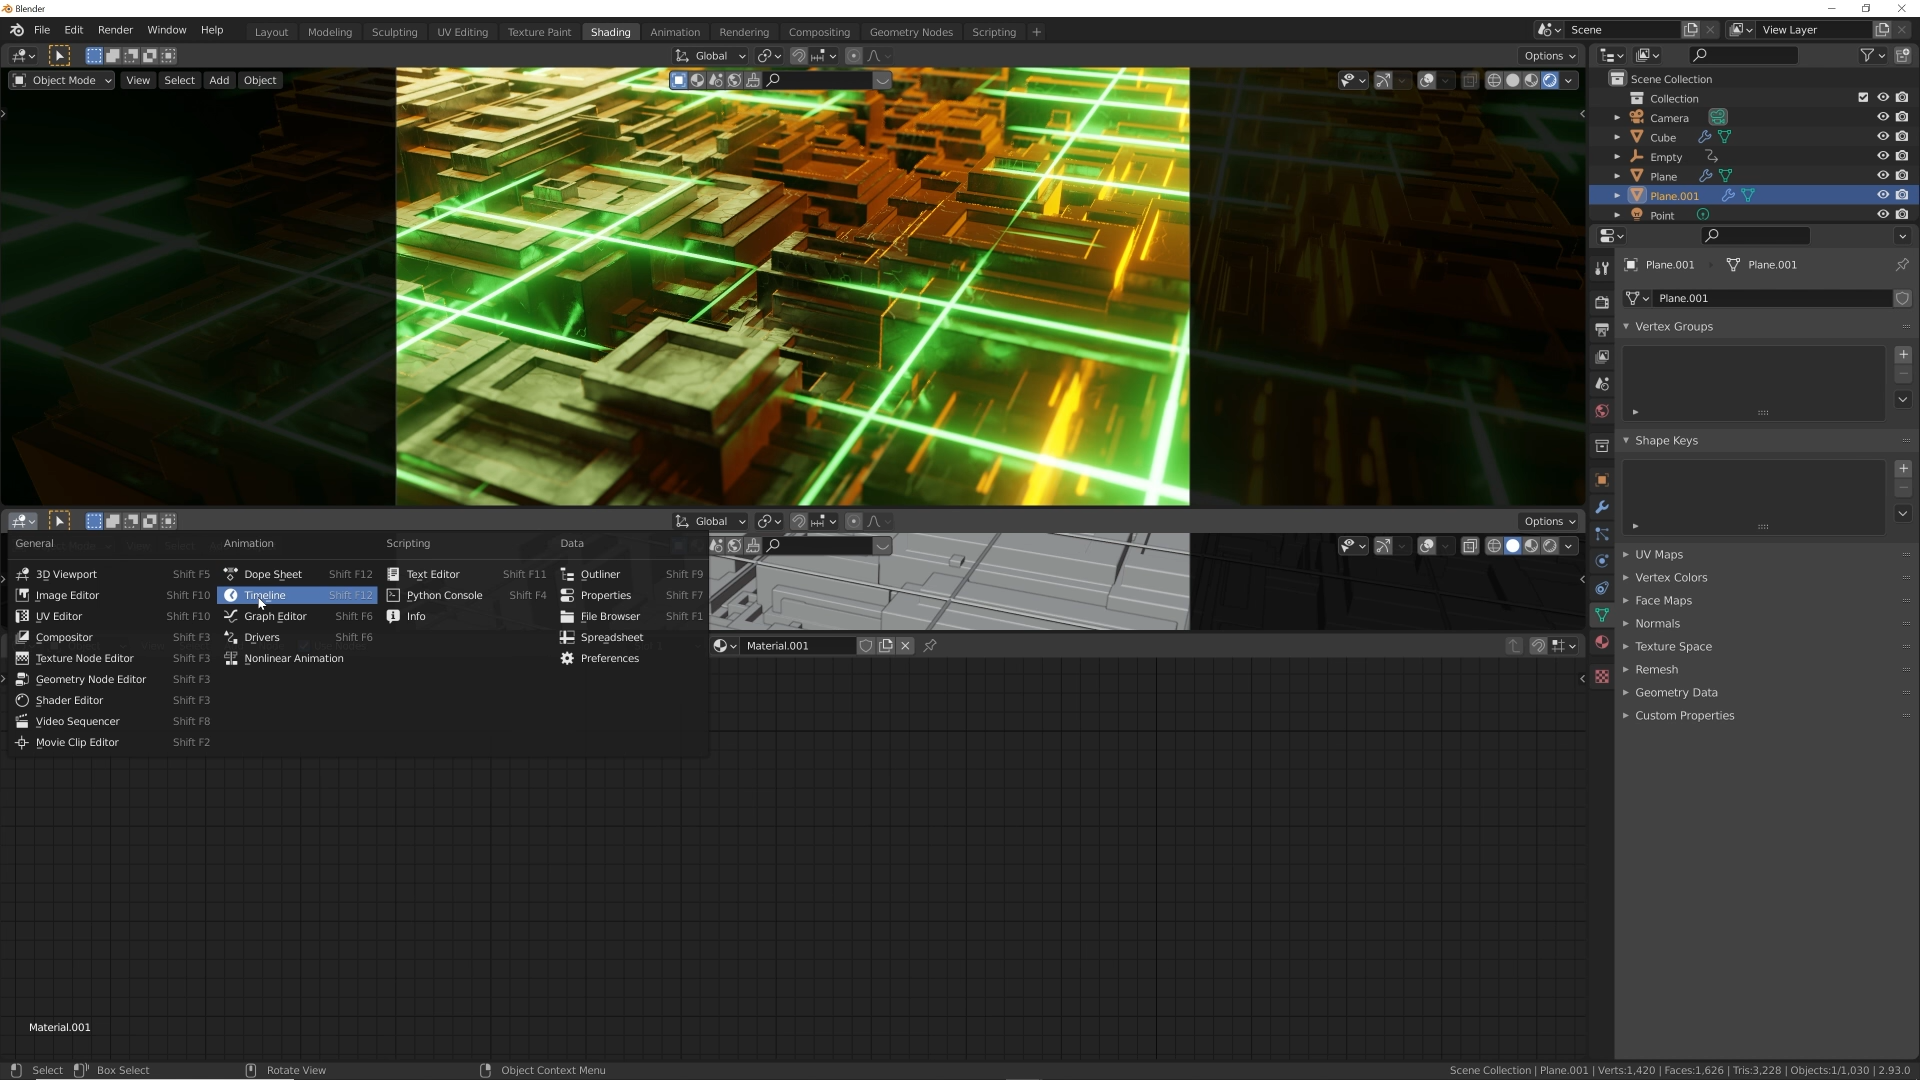 Blender
File Edit Render Window Help Layout Modeling Sculpting UV Editing Texture Paint Shading Animation Rendering Compositing Geometry Nodes Scripting Scene View Layer
Global Options
Object Mode View Select Add Object
Scene Collection
Collection
Camera
Cube
Empty
Plane
Plane.001
Point
Plane.001 Plane.001
Plane.001
Vertex Groups
Shape Keys
UV Maps
Vertex Colors
Face Maps
Normals
Texture Space
Remesh
Geometry Data
Custom Properties
Global Options
General Animation Scripting Data
3D Viewport Shift F5 Dope Sheet Shift F12 Text Editor Shift F11 Outliner Shift F9
Image Editor Shift F10 Timeline Shift F12 Python Console Shift F4 Properties Shift F7
UV Editor Shift F10 Graph Editor Shift F6 Info File Browser Shift F1
Compositor Shift F3 Drivers Shift F6 Spreadsheet
Texture Node Editor Shift F3 Nonlinear Animation Preferences
Geometry Node Editor Shift F3
Shader Editor Shift F3
Video Sequencer Shift F8
Movie Clip Editor Shift F2
Material.001
Material.001
Select Box Select Rotate View Object Context Menu Scene Collection | Plane.001 | Verts:1,420 | Faces:1,626 | Tris:3,228 | Objects:1/1,030 | 2.93.0